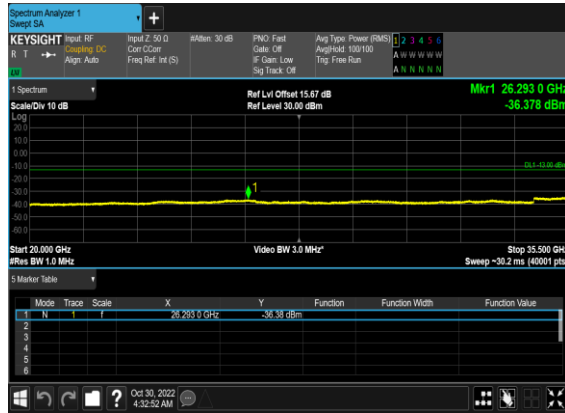 Spectrum Analyzer 1
Swept SA
KEYSIGHT Input: RF Input Z: 50 Ω #Atten: 30 dB PNO: Fast Avg Type: Power (RMS) 1 2 3 4 5 6
R T Coupling: DC Corr CCorr Gate: Off Avg|Hold: 100/100 A W W W W W
Align: Auto Freq Ref: Int (S) IF Gain: Low Trig: Free Run
Sig Track: Off A N N N N N
LW
1 Spectrum Ref Lvl Offset 15.67 dB Mkr1 26.293 0 GHz
Scale/Div 10 dB Ref Level 30.00 dBm -36.378 dBm
Log
20.0
10.0
0.00
-10.0 DL1 -13.00 dBm
-20.0
-30.0 1
-40.0
-50.0
-60.0
Start 20.000 GHz Video BW 3.0 MHz* Stop 35.500 GHz
#Res BW 1.0 MHz Sweep ~30.2 ms (40001 pts)
5 Marker Table
Mode Trace Scale X Y Function Function Width Function Value
1 N 1 f 26.293 0 GHz -36.38 dBm
2
3
4
5
6
? Oct 30, 2022
4:32:52 AM